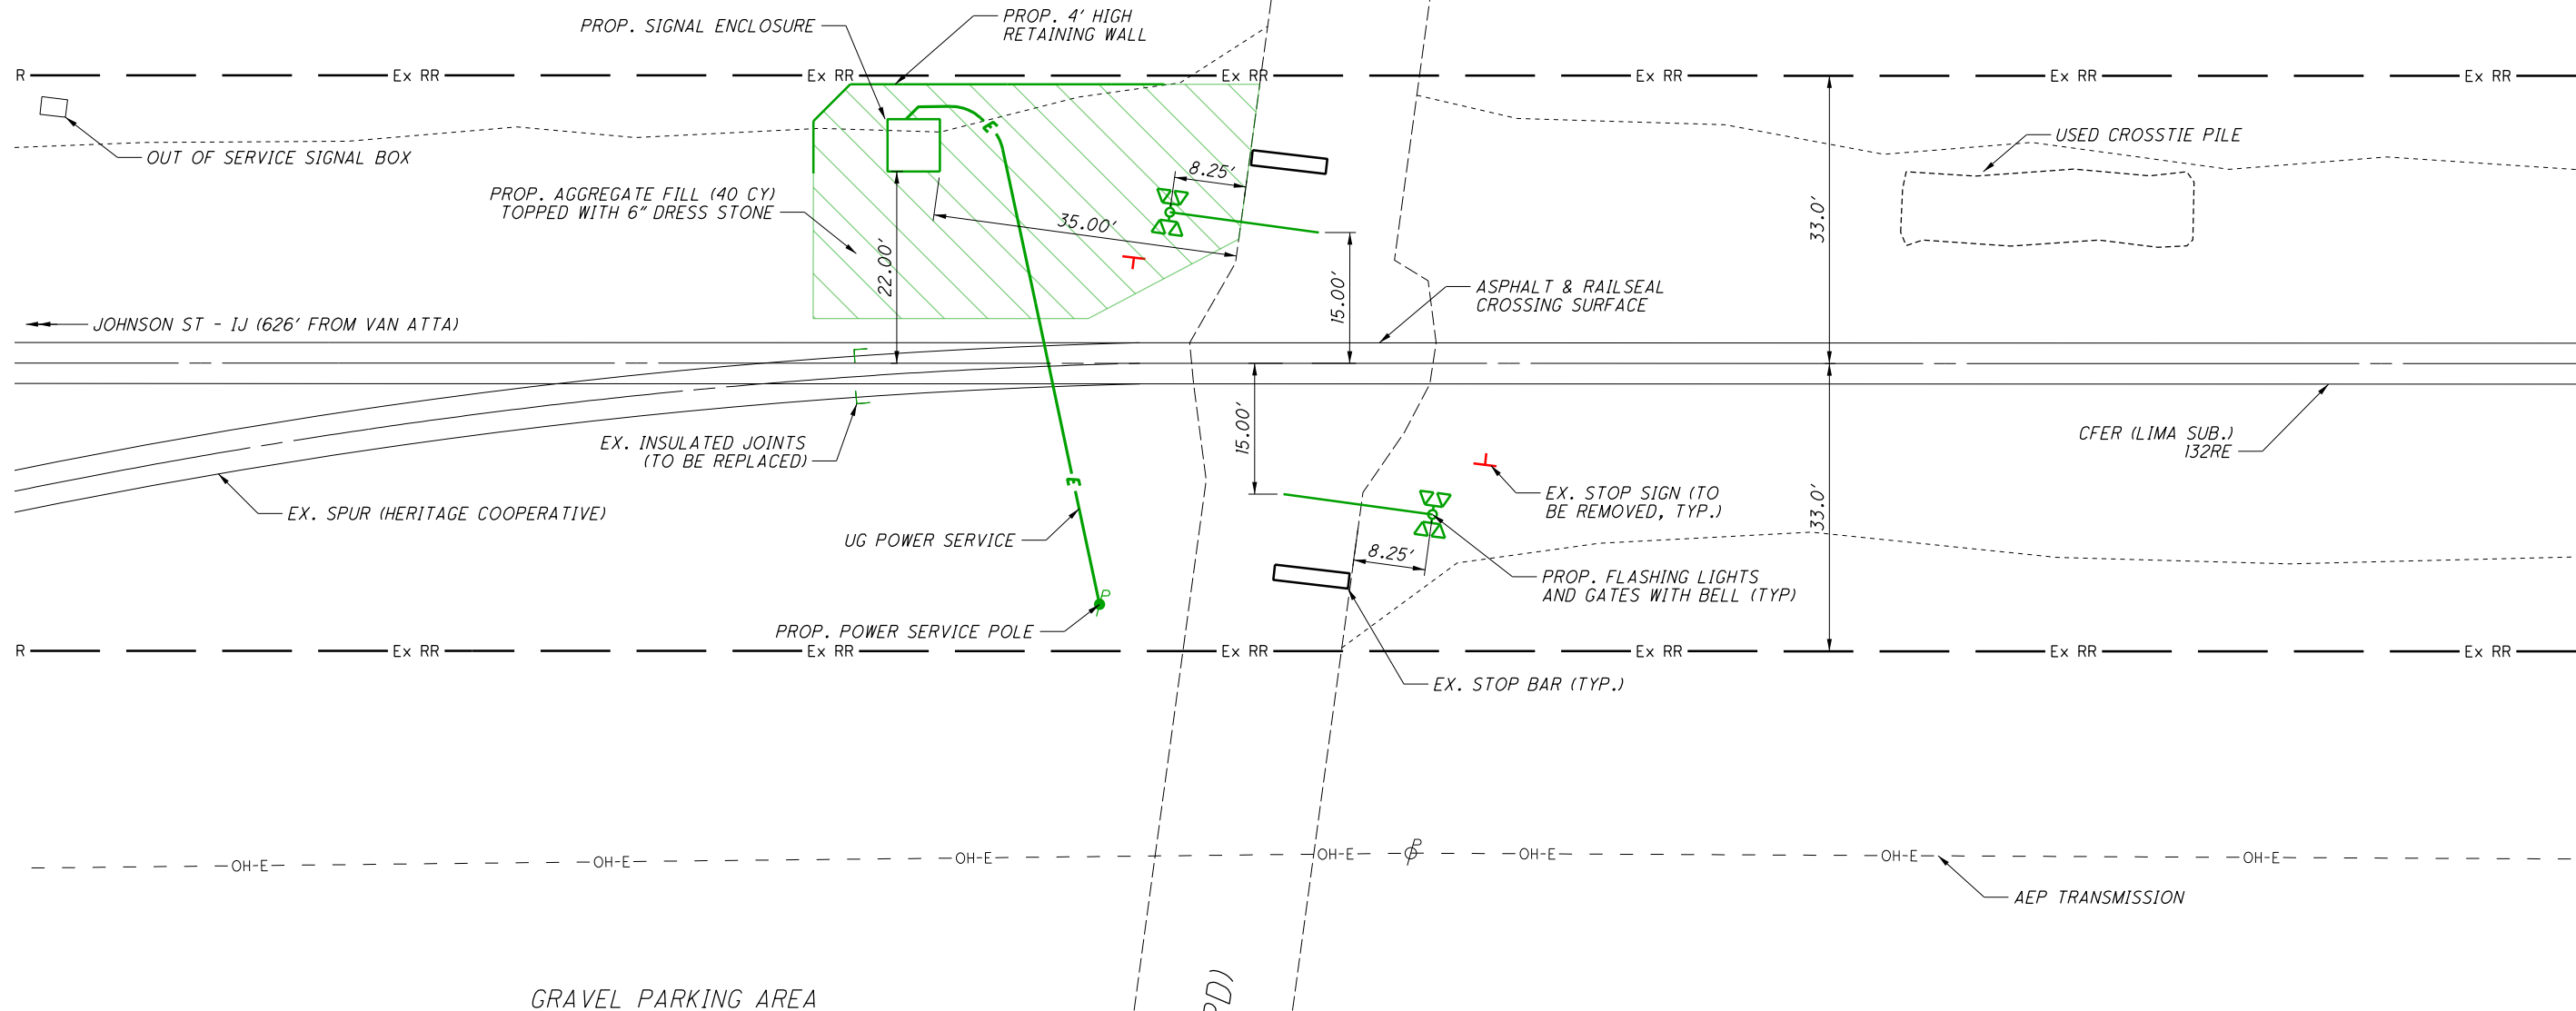 PROP. SIGNAL ENCLOSURE
PROP. 4' HIGH
RETAINING WALL
R
Ex RR
Ex RR
Ex RR
Ex RR
Ex RR
Ex RR
OUT OF SERVICE SIGNAL BOX
E
USED CROSSTIE PILE
8.25'
PROP. AGGREGATE FILL (40 CY)
TOPPED WITH 6" DRESS STONE
35.00'
33.0'
22.00'
15.00'
ASPHALT & RAILSEAL
CROSSING SURFACE
JOHNSON ST - IJ (626' FROM VAN ATTA)
EX. INSULATED JOINTS
(TO BE REPLACED)
15.00'
CFER (LIMA SUB.)
132RE
E
EX. SPUR (HERITAGE COOPERATIVE)
EX. STOP SIGN (TO
BE REMOVED, TYP.)
33.0'
UG POWER SERVICE
8.25'
PROP. FLASHING LIGHTS
AND GATES WITH BELL (TYP)
P
PROP. POWER SERVICE POLE
R
Ex RR
Ex RR
Ex RR
Ex RR
Ex RR
Ex RR
EX. STOP BAR (TYP.)
OH-E
OH-E
OH-E
OH-E
P
OH-E
OH-E
OH-E
AEP TRANSMISSION
GRAVEL PARKING AREA
PD)